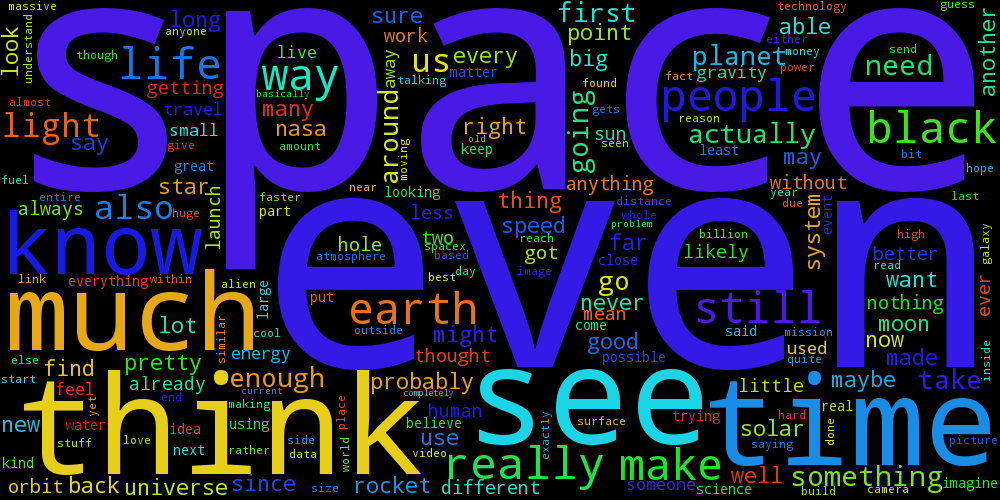 massive
long
sure
first
technology
guess
anyone
work
able
look
understand
though
live
us
every
point
another
life
way
away
talking
matter
big
planet
either
money
send
getting
basically
space
found
fact
power
gravity
need
almost
travel
many
people
light
small
nasa
right
gets
reason
black
say
give
amount
around
moving
old
keep
going
sun
seen
actually
great
least
may
bit
fuel
entire
star
near
looking
anything
without
hope
always
also
huge
launch
faster
part
less
thing
distance
year
due
event
last
know
hole
two
speed
whole
problem
system
atmosphere
spacex
reach
got
far
billion
likely
high
galaxy
based
close
better
link
everything
within
alien
large
day
image
go
read
want
ever
much
even
best
never
still
nothing
put
earth
mean
moon
lot
similar
cool
outside
might
come
said
mission
now
energy
thought
good
possible
used
quite
made
inside
else
pretty
find
enough
probably
see
little
maybe
take
start
feel
already
think
current
completely
time
end
yet
making
human
trying
hard
real
new
water
idea
using
place
believe
surface
solar
done
stuff
love
next
rather
side
world
use
exactly
saying
picture
kind
data
video
really
make
well
something
orbit
back
universe
since
size
rocket
different
someone
science
build
camera
imagine